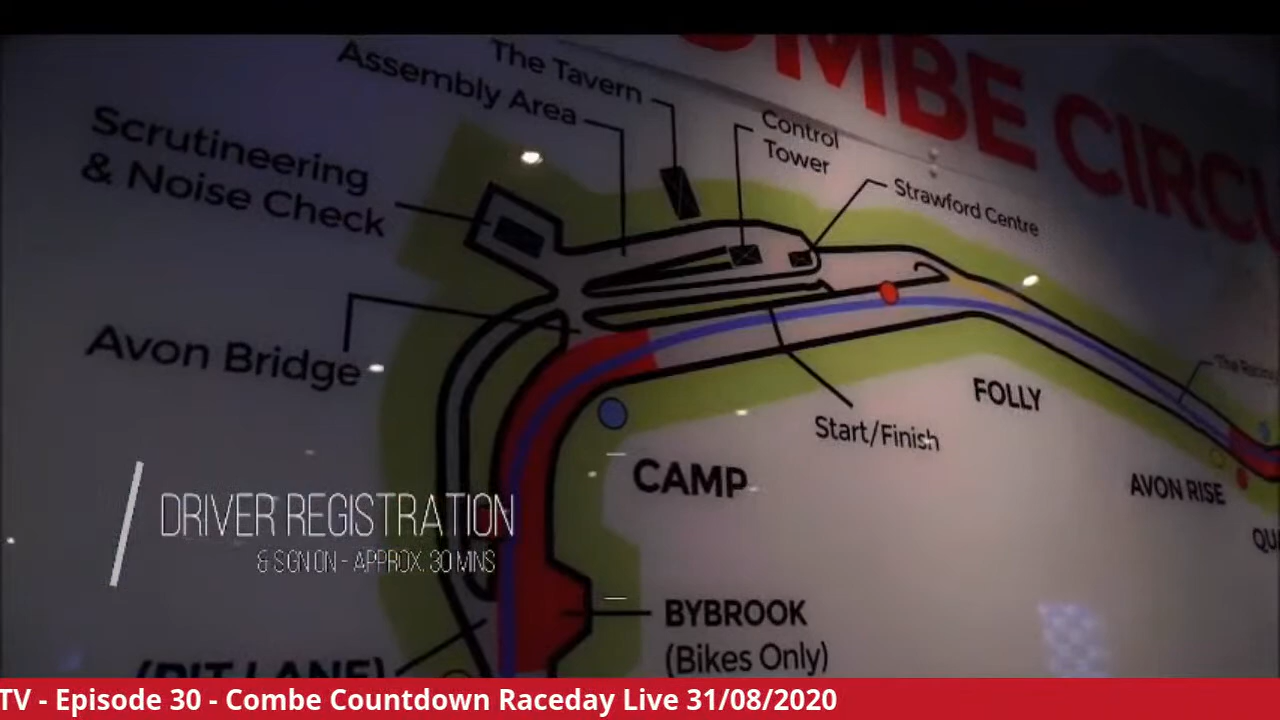 The Tavern
Assembly Area
Scrutineering
& Noise Check
Control
Tower
Strawford Centre
Avon Bridge
FOLLY
Start/Finish
CAMP
AVON RISE
DRIVER REGISTRATION
& SIGN ON - APPROX. 30 MINS
BYBROOK
(Bikes Only)
(PIT LANE)
TV - Episode 30 - Combe Countdown Raceday Live 31/08/2020